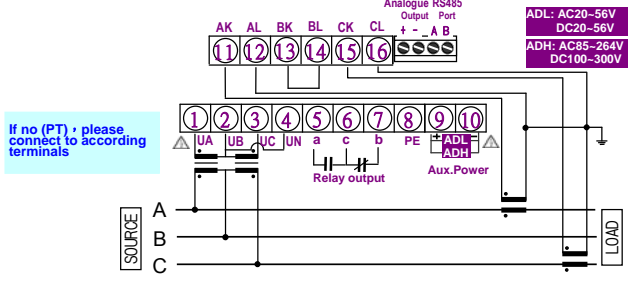 Analogue RS485
Output Port
+ - A B
ADL: AC20~56V
DC20~56V
ADH: AC85~264V
DC100~300V
AK AL BK BL CK CL
11 12 13 14 15 16
1 2 3 4 5 6 7 8 9 10
UA UB UC UN a c b PE + ADL -
ADH
Relay output
Aux.Power
If no (PT)，please
connect to according
terminals
SOURCE
A
B
C
LOAD